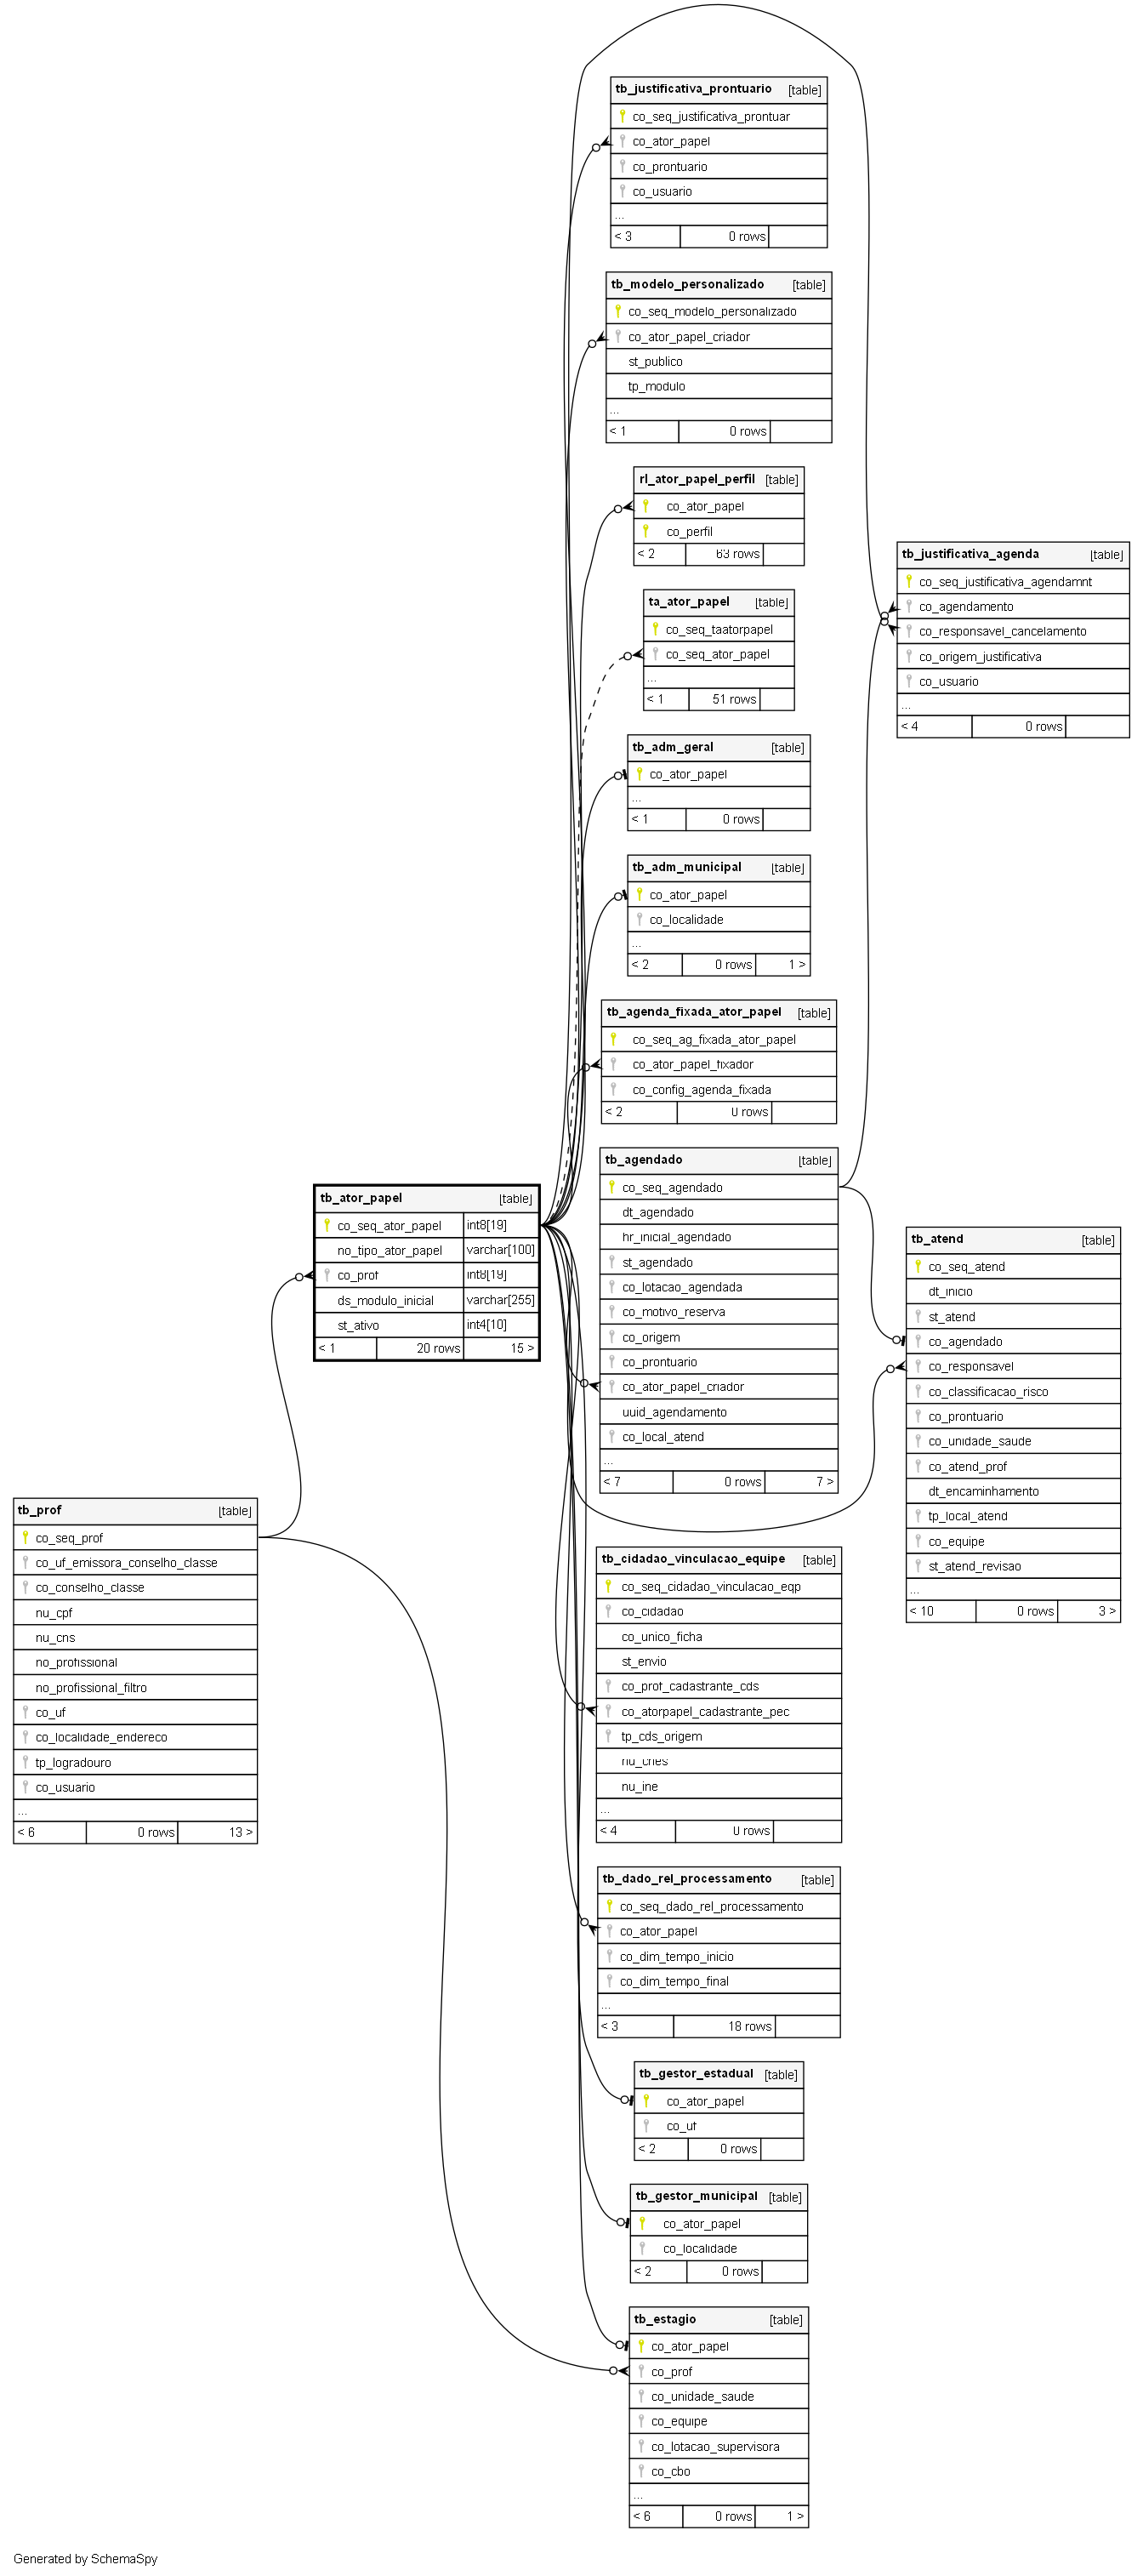 tb_justificativa_prontuario [table]
co_seq_justificativa_prontuar
co_ator_papel
co_prontuario
co_usuario
...
< 3 0 rows
tb_modelo_personalizado [table]
co_seq_modelo_personalizado
co_ator_papel_criador
st_publico
tp_modulo
...
< 1 0 rows
rl_ator_papel_perfil [table]
co_ator_papel
co_perfil
< 2 63 rows
ta_ator_papel [table]
co_seq_taatorpapel
co_seq_ator_papel
...
< 1 51 rows
tb_justificativa_agenda [table]
co_seq_justificativa_agendamnt
co_agendamento
co_responsavel_cancelamento
co_origem_justificativa
co_usuario
...
< 4 0 rows
tb_adm_geral [table]
co_ator_papel
...
< 1 0 rows
tb_adm_municipal [table]
co_ator_papel
co_localidade
...
< 2 0 rows 1 >
tb_agenda_fixada_ator_papel [table]
co_seq_ag_fixada_ator_papel
co_ator_papel_fixador
co_config_agenda_fixada
< 2 0 rows
tb_agendado [table]
co_seq_agendado
dt_agendado
hr_inicial_agendado
st_agendado
co_lotacao_agendada
co_motivo_reserva
co_origem
co_prontuario
co_ator_papel_criador
uuid_agendamento
co_local_atend
...
< 7 0 rows 7 >
tb_ator_papel [table]
co_seq_ator_papel int8[19]
no_tipo_ator_papel varchar[100]
co_prof int8[19]
ds_modulo_inicial varchar[255]
st_ativo int4[10]
< 1 20 rows 15 >
tb_atend [table]
co_seq_atend
dt_inicio
st_atend
co_agendado
co_responsavel
co_classificacao_risco
co_prontuario
co_unidade_saude
co_atend_prof
dt_encaminhamento
tp_local_atend
co_equipe
st_atend_revisao
...
< 10 0 rows 3 >
tb_prof [table]
co_seq_prof
co_uf_emissora_conselho_classe
co_conselho_classe
nu_cpf
nu_cns
no_profissional
no_profissional_filtro
co_uf
co_localidade_endereco
tp_logradouro
co_usuario
...
< 6 0 rows 13 >
tb_cidadao_vinculacao_equipe [table]
co_seq_cidadao_vinculacao_eqp
co_cidadao
co_unico_ficha
st_envio
co_prof_cadastrante_cds
co_atorpapel_cadastrante_pec
tp_cds_origem
nu_cnes
nu_ine
...
< 4 0 rows
tb_dado_rel_processamento [table]
co_seq_dado_rel_processamento
co_ator_papel
co_dim_tempo_inicio
co_dim_tempo_final
...
< 3 18 rows
tb_gestor_estadual [table]
co_ator_papel
co_uf
< 2 0 rows
tb_gestor_municipal [table]
co_ator_papel
co_localidade
< 2 0 rows
tb_estagio [table]
co_ator_papel
co_prof
co_unidade_saude
co_equipe
co_lotacao_supervisora
co_cbo
...
< 6 0 rows 1 >
Generated by SchemaSpy